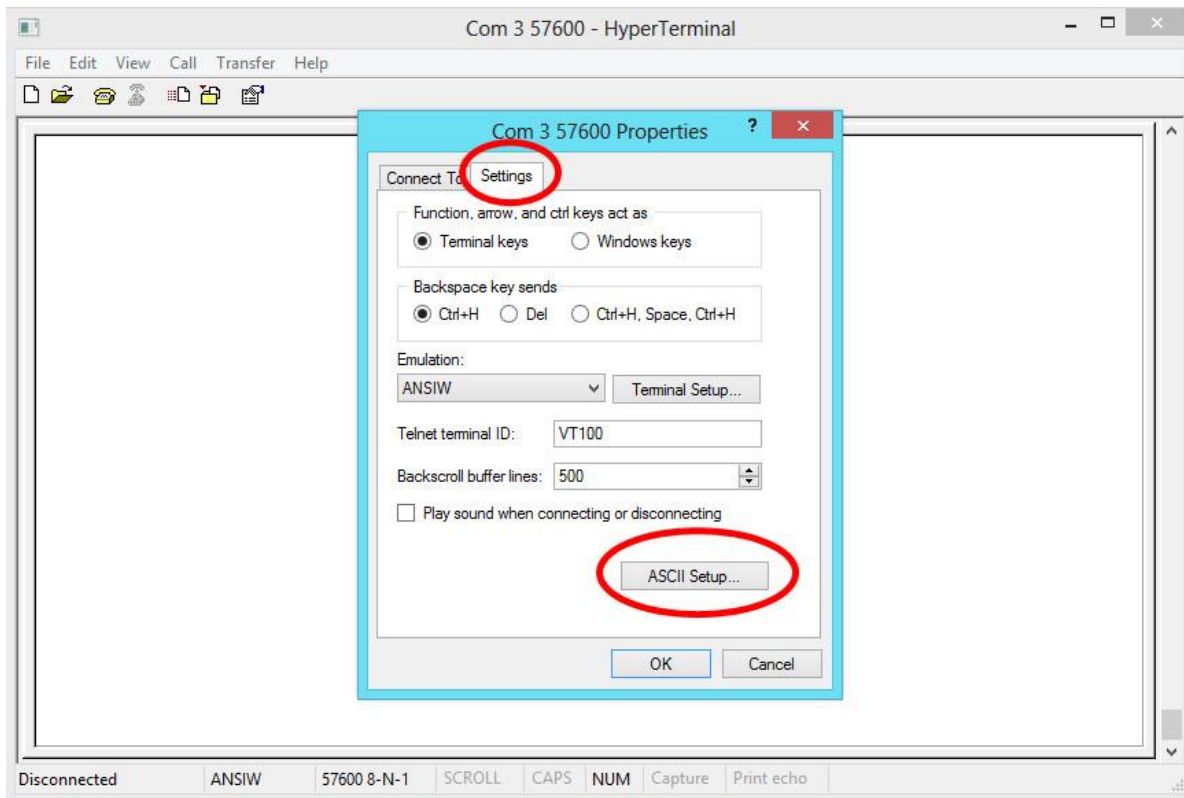 Com 3 57600 - HyperTerminal
File Edit View Call Transfer Help
Com 3 57600 Properties ?
Connect To Settings
Function, arrow, and ctrl keys act as
Terminal keys Windows keys
Backspace key sends
Ctrl+H Del Ctrl+H, Space, Ctrl+H
Emulation:
ANSIW Terminal Setup...
Telnet terminal ID: VT100
Backscroll buffer lines: 500
Play sound when connecting or disconnecting
ASCII Setup...
OK Cancel
Disconnected ANSIW 57600 8-N-1 SCROLL CAPS NUM Capture Print echo